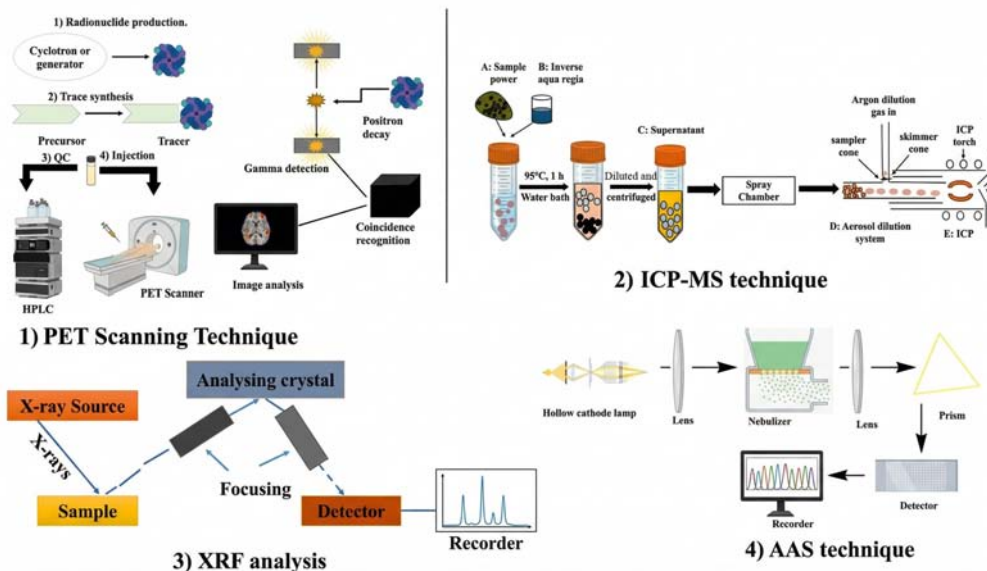 1) Radionuclide production.
Cyclotron or
generator
2) Trace synthesis
Precursor
Tracer
3) QC
4) Injection
HPLC
PET Scanner
Positron
decay
Gamma detection
Coincidence
recognition
Image analysis
1) PET Scanning Technique
A: Sample
power
B: Inverse
aqua regia
C: Supernatant
95°C, 1 h
Water bath
Diluted and
centrifuged
Spray
Chamber
Argon dilution
gas in
sampler
cone
skimmer
cone
ICP
torch
D: Aerosol dilution
system
E: ICP
2) ICP-MS technique
X-ray Source
X-rays
Sample
Analysing crystal
Focusing
Detector
Recorder
3) XRF analysis
Hollow cathode lamp
Lens
Nebulizer
Lens
Prism
Detector
Recorder
4) AAS technique